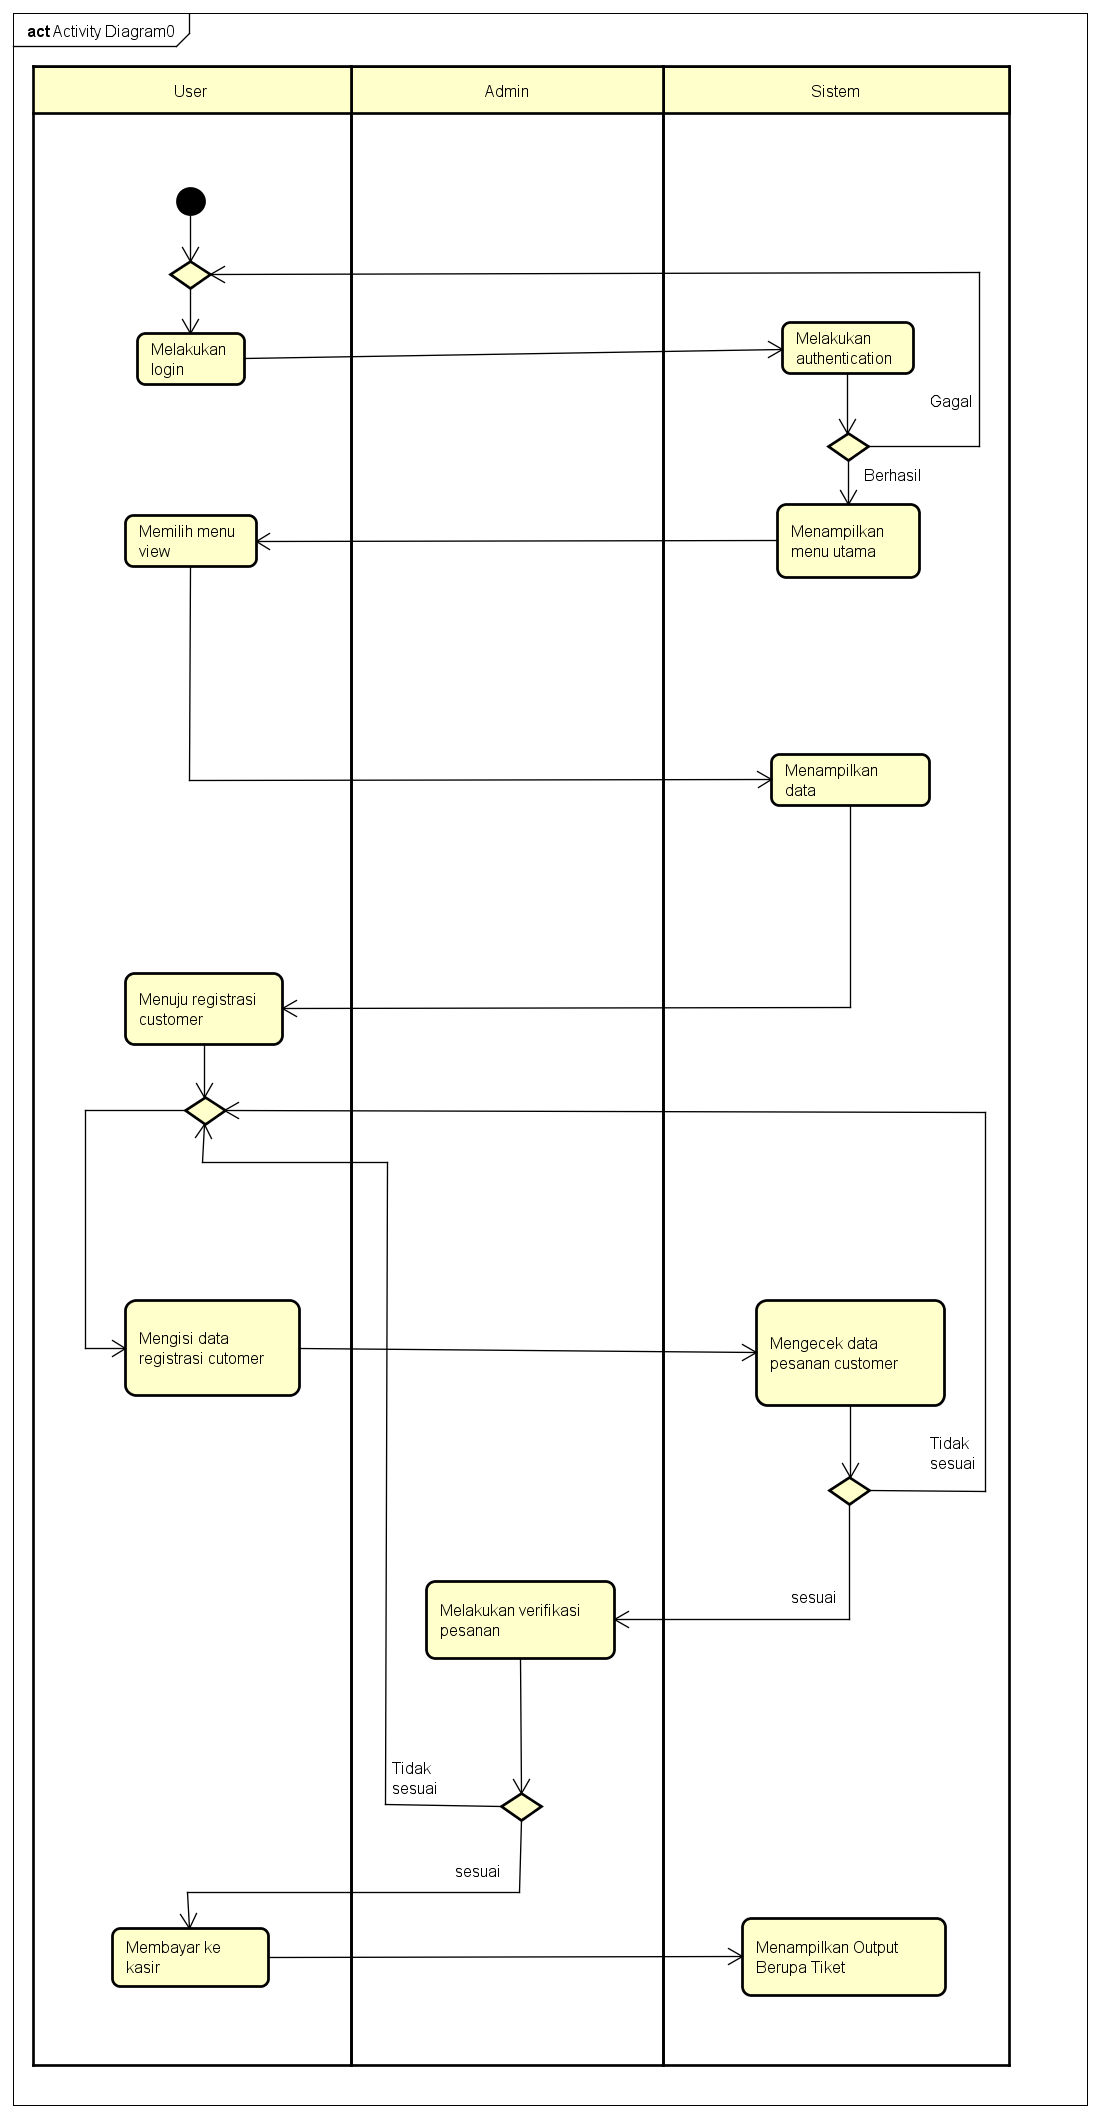 act Activity Diagram0
User
Admin
Sistem
Melakukan
login
Melakukan
authentication
Gagal
Berhasil
Memilih menu
view
Menampilkan
menu utama
Menampilkan
data
Menuju registrasi
customer
Mengisi data
registrasi cutomer
Mengecek data
pesanan customer
Tidak
sesuai
sesuai
Melakukan verifikasi
pesanan
Tidak
sesuai
sesuai
Membayar ke
kasir
Menampilkan Output
Berupa Tiket